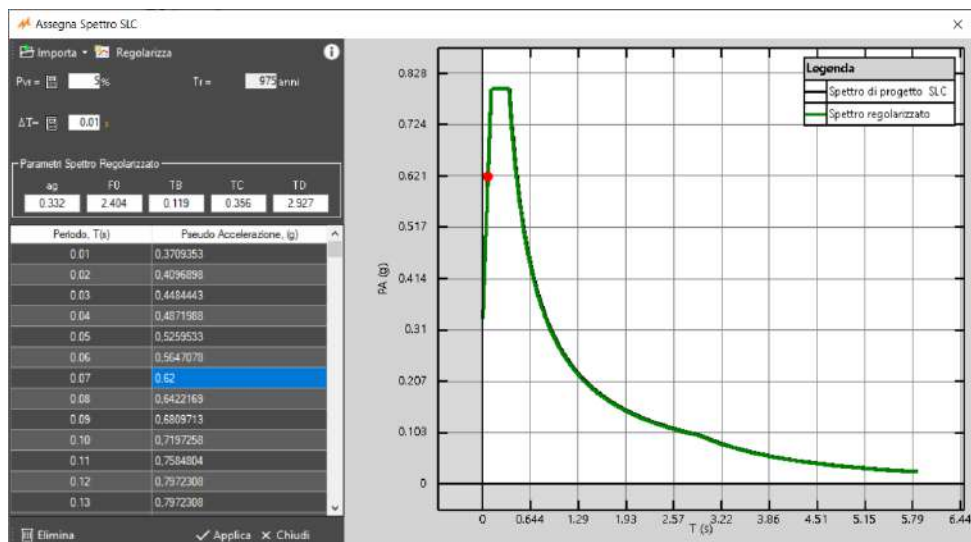 Assegna Spettro SLC
Importa Regolarizza
Pvr = 5 % Tr = 975 anni
ΔT= 0.01 s
Parametri Spettro Regolarizzato
ag F0 TB TC TD
0.332 2.404 0.119 0.356 2.927
Periodo, T(s) Pseudo Accelerazione, (g)
0.01 0,3709353
0.02 0,4096898
0.03 0,4484443
0.04 0,4871988
0.05 0,5259533
0.06 0,5647078
0.07 0.62
0.08 0,6422169
0.09 0,6809713
0.10 0,7197258
0.11 0,7584804
0.12 0,7972308
0.13 0,7972308
Elimina Applica Chiudi
Legenda
Spettro di progetto SLC
Spettro regolarizzato
PA (g)
0.828
0.724
0.621
0.517
0.414
0.31
0.207
0.103
0
0 0.644 1.29 1.93 2.57 3.22 3.86 4.51 5.15 5.79 6.44
T (s)